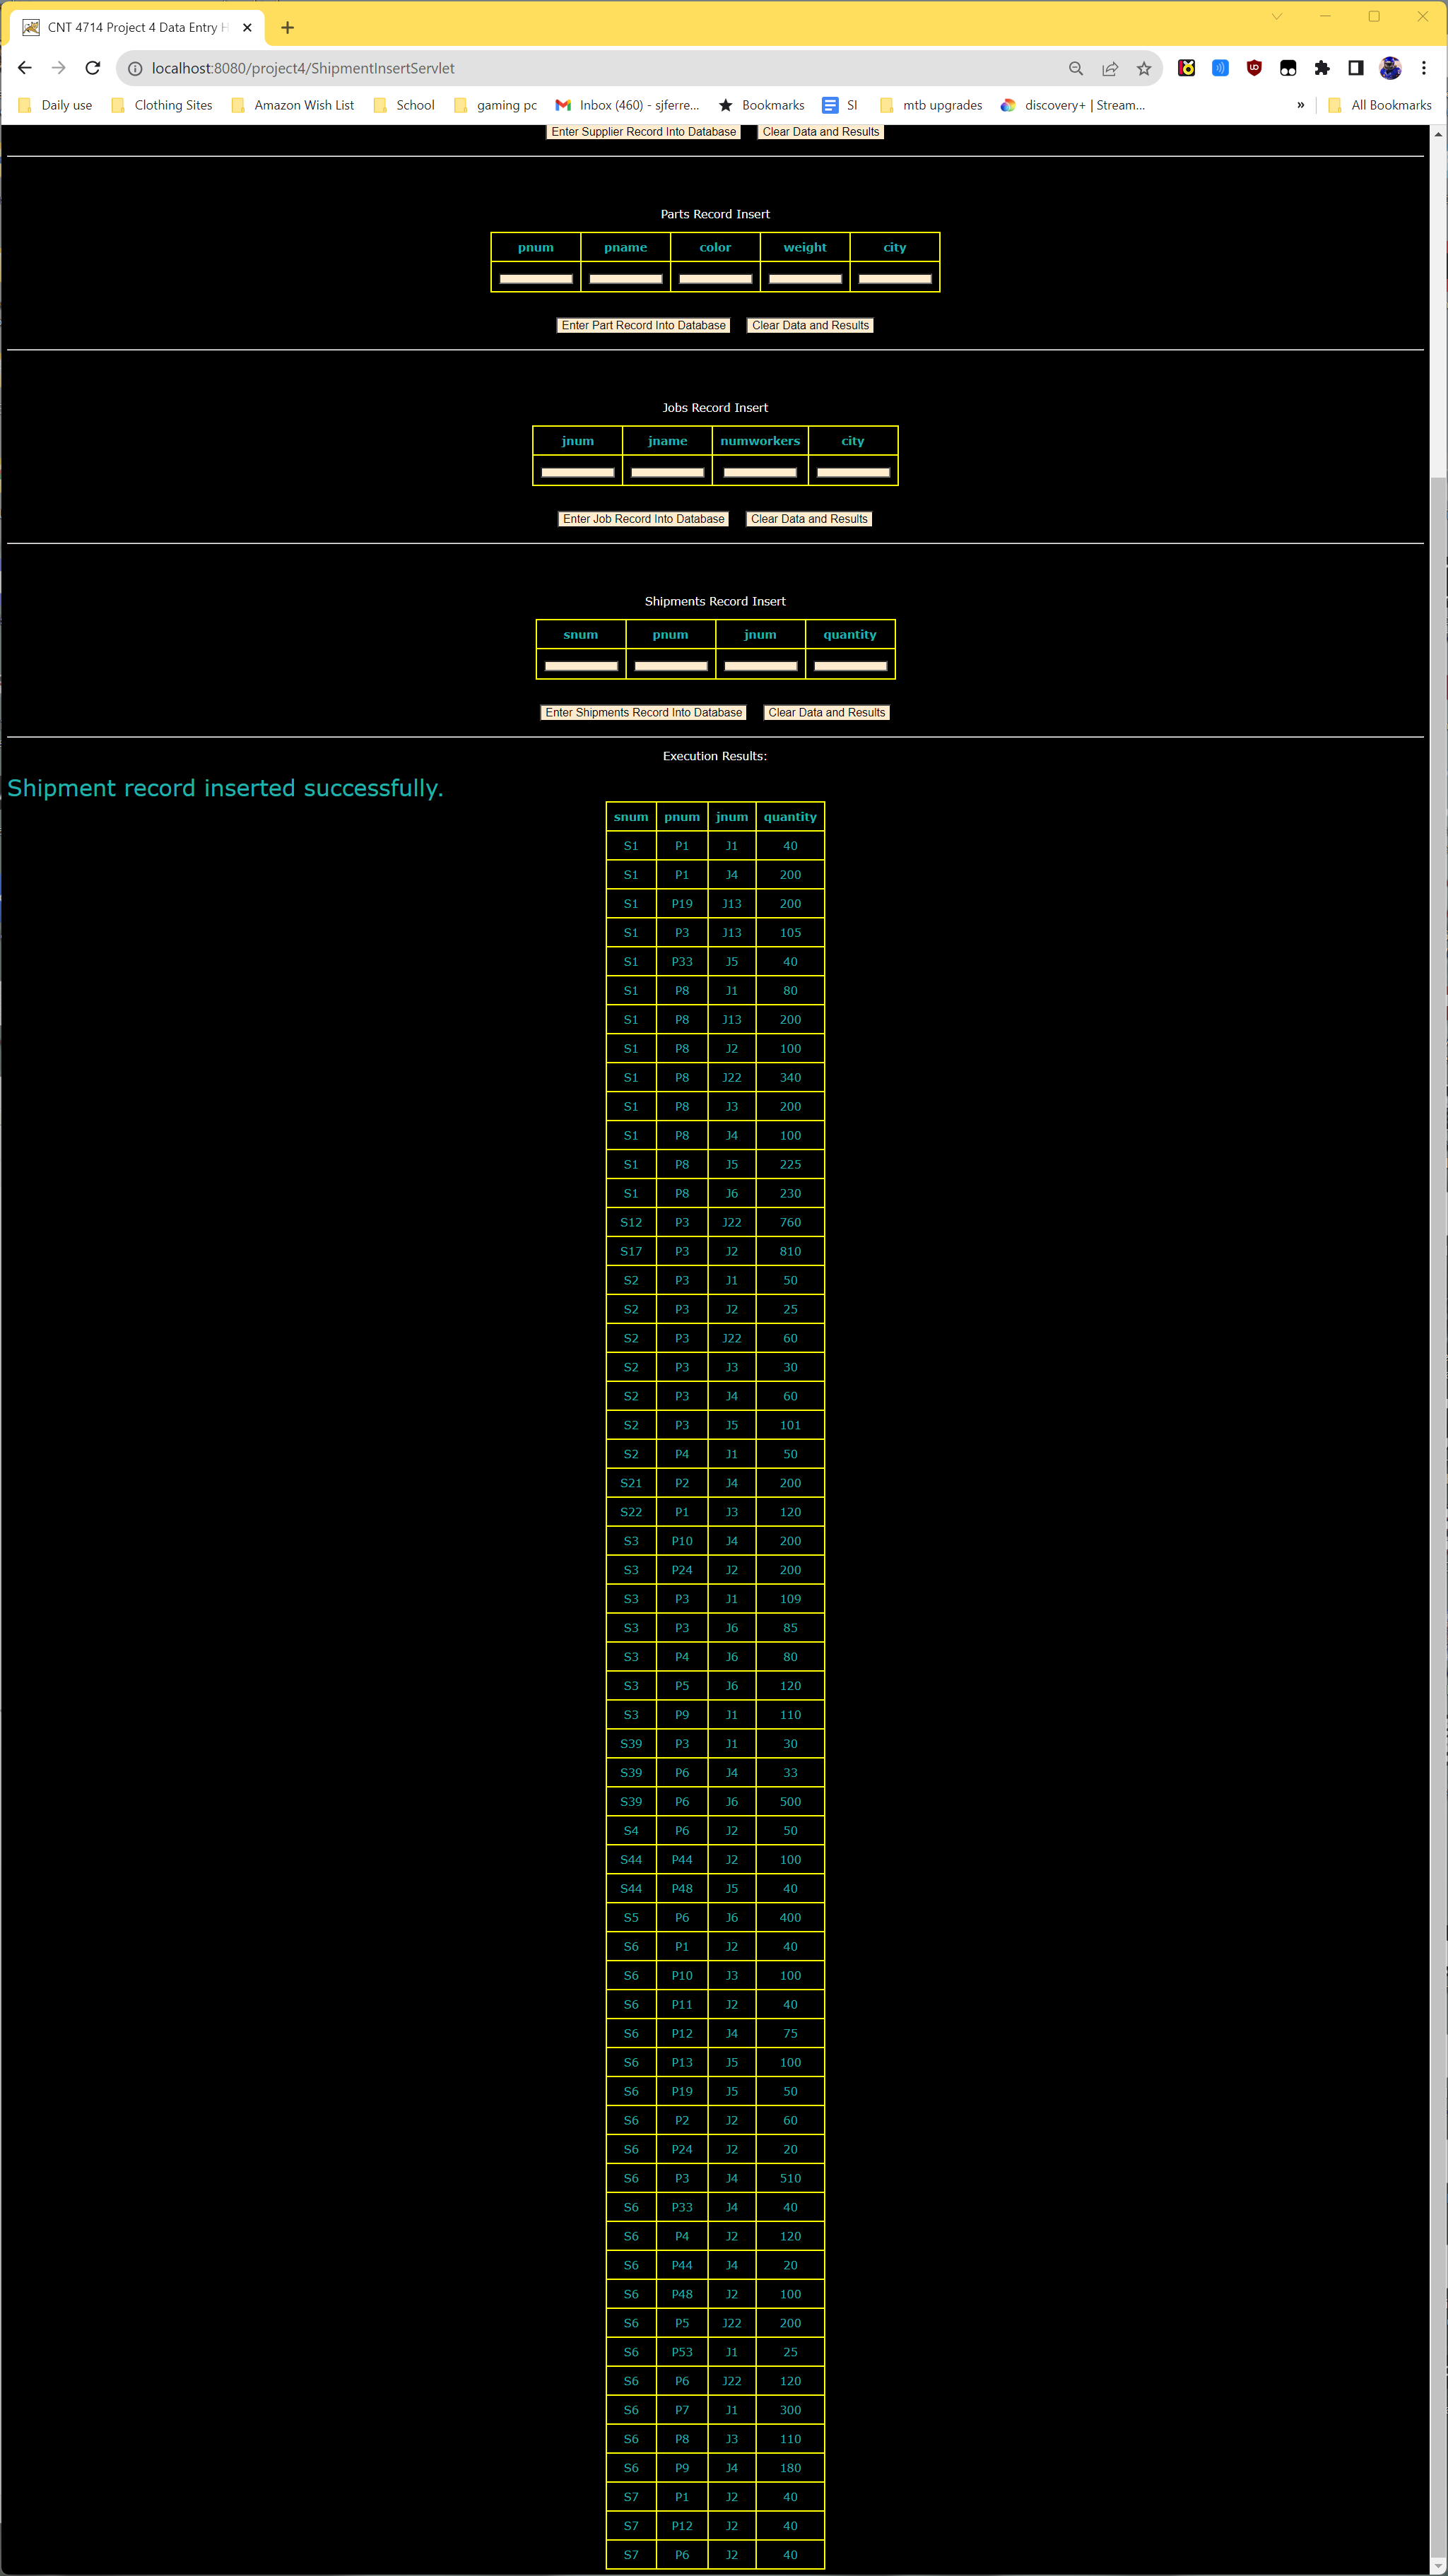 CNT 4714 Project 4 Data Entry H
localhost:8080/project4/ShipmentInsertServlet
Daily use Clothing Sites Amazon Wish List School gaming pc Inbox (460) - sjferre... Bookmarks SI mtb upgrades discovery+ | Stream... » All Bookmarks
Enter Supplier Record Into Database Clear Data and Results
Parts Record Insert
pnum pname color weight city
Enter Part Record Into Database Clear Data and Results
Jobs Record Insert
jnum jname numworkers city
Enter Job Record Into Database Clear Data and Results
Shipments Record Insert
snum pnum jnum quantity
Enter Shipments Record Into Database Clear Data and Results
Execution Results:
Shipment record inserted successfully.
snum pnum jnum quantity
S1 P1 J1 40
S1 P1 J4 200
S1 P19 J13 200
S1 P3 J13 105
S1 P33 J5 40
S1 P8 J1 80
S1 P8 J13 200
S1 P8 J2 100
S1 P8 J22 340
S1 P8 J3 200
S1 P8 J4 100
S1 P8 J5 225
S1 P8 J6 230
S12 P3 J22 760
S17 P3 J2 810
S2 P3 J1 50
S2 P3 J2 25
S2 P3 J22 60
S2 P3 J3 30
S2 P3 J4 60
S2 P3 J5 101
S2 P4 J1 50
S21 P2 J4 200
S22 P1 J3 120
S3 P10 J4 200
S3 P24 J2 200
S3 P3 J1 109
S3 P3 J6 85
S3 P4 J6 80
S3 P5 J6 120
S3 P9 J1 110
S39 P3 J1 30
S39 P6 J4 33
S39 P6 J6 500
S4 P6 J2 50
S44 P44 J2 100
S44 P48 J5 40
S5 P6 J6 400
S6 P1 J2 40
S6 P10 J3 100
S6 P11 J2 40
S6 P12 J4 75
S6 P13 J5 100
S6 P19 J5 50
S6 P2 J2 60
S6 P24 J2 20
S6 P3 J4 510
S6 P33 J4 40
S6 P4 J2 120
S6 P44 J4 20
S6 P48 J2 100
S6 P5 J22 200
S6 P53 J1 25
S6 P6 J22 120
S6 P7 J1 300
S6 P8 J3 110
S6 P9 J4 180
S7 P1 J2 40
S7 P12 J2 40
S7 P6 J2 40